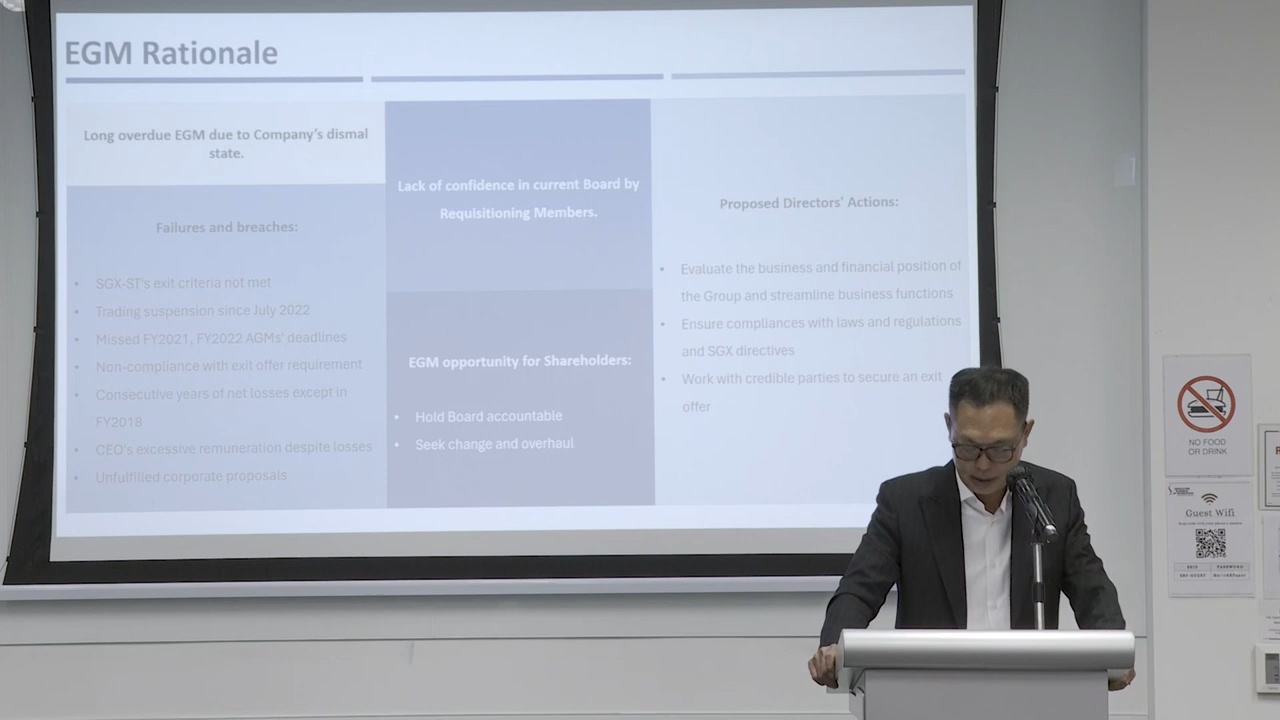 EGM Rationale
Long overdue EGM due to Company's dismal
state.
Failures and breaches:
• SGX-ST's exit criteria not met
• Trading suspension since July 2022
• Missed FY2021, FY2022 AGMs' deadlines
• Non-compliance with exit offer requirement
• Consecutive years of net losses except in
FY2018
• CEO's excessive remuneration despite losses
• Unfulfilled corporate proposals
Lack of confidence in current Board by
Requisitioning Members.
EGM opportunity for Shareholders:
• Hold Board accountable
• Seek change and overhaul
Proposed Directors' Actions:
• Evaluate the business and financial position of
the Group and streamline business functions
• Ensure compliances with laws and regulations
and SGX directives
• Work with credible parties to secure an exit
offer
NO FOOD
OR DRINK
Guest Wifi